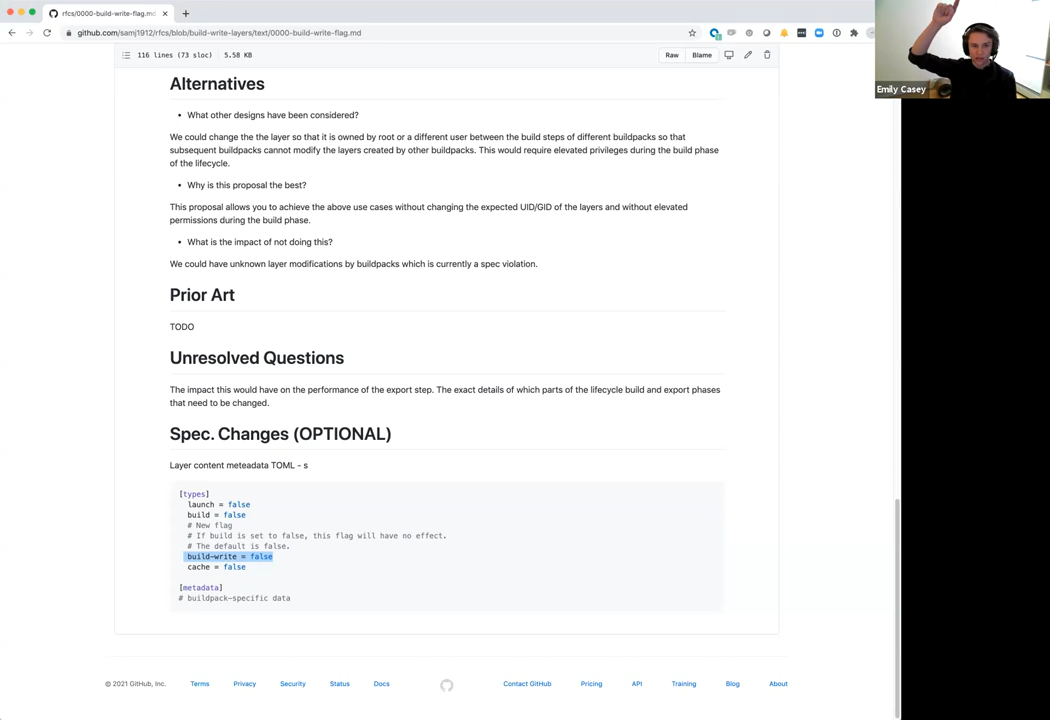 rfcs/0000-build-write-flag.md
github.com/samj1912/rfcs/blob/build-write-layers/text/0000-build-write-flag.md
Emily Casey
116 lines (73 sloc) 5.58 KB
Raw Blame
Alternatives
• What other designs have been considered?
We could change the the layer so that it is owned by root or a different user between the build steps of different buildpacks so that
subsequent buildpacks cannot modify the layers created by other buildpacks. This would require elevated privileges during the build phase
of the lifecycle.
• Why is this proposal the best?
This proposal allows you to achieve the above use cases without changing the expected UID/GID of the layers and without elevated
permissions during the build phase.
• What is the impact of not doing this?
We could have unknown layer modifications by buildpacks which is currently a spec violation.
Prior Art
TODO
Unresolved Questions
The impact this would have on the performance of the export step. The exact details of which parts of the lifecycle build and export phases
that need to be changed.
Spec. Changes (OPTIONAL)
Layer content meteadata TOML - s
[types]
launch = false
build = false
# New flag
# If build is set to false, this flag will have no effect.
# The default is false.
build-write = false
cache = false
[metadata]
# buildpack-specific data
© 2021 GitHub, Inc. Terms Privacy Security Status Docs Contact GitHub Pricing API Training Blog About